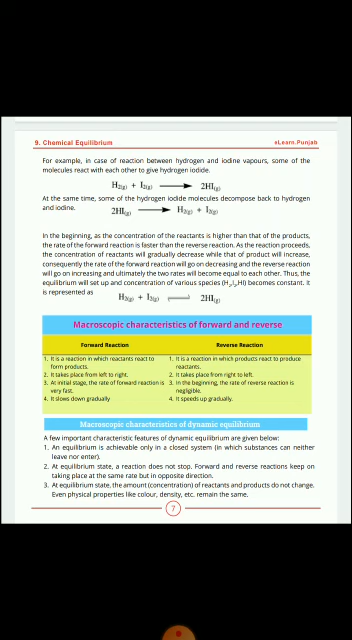 9. Chemical Equilibrium eLearn.Punjab
For example, in case of reaction between hydrogen and iodine vapours, some of the
molecules react with each other to give hydrogen iodide.
H₂(g) + I₂(g) ⟶ 2HI(g)
At the same time, some of the hydrogen iodide molecules decompose back to hydrogen
and iodine.
2HI(g) ⟶ H₂(g) + I₂(g)
In the beginning, as the concentration of the reactants is higher than that of the products,
the rate of the forward reaction is faster than the reverse reaction. As the reaction proceeds,
the concentration of reactants will gradually decrease while that of product will increase,
consequently the rate of the forward reaction will go on decreasing and the reverse reaction
will go on increasing and ultimately the two rates will become equal to each other. Thus, the
equilibrium will set up and concentration of various species (H₂,I₂,HI) becomes constant. It
is represented as
H₂(g) + I₂(g) ⇌ 2HI(g)
Macroscopic characteristics of forward and reverse
Forward Reaction
1. It is a reaction in which reactants react to
form products.
2. It takes place from left to right.
3. At initial stage, the rate of forward reaction is
very fast.
4. It slows down gradually
Reverse Reaction
1. It is a reaction in which products react to produce
reactants.
2. It takes place from right to left.
3. In the beginning, the rate of reverse reaction is
negligible.
4. It speeds up gradually.
Macroscopic characteristics of dynamic equilibrium
A few important characteristic features of dynamic equilibrium are given below:
1. An equilibrium is achievable only in a closed system (in which substances can neither
leave nor enter).
2. At equilibrium state, a reaction does not stop. Forward and reverse reactions keep on
taking place at the same rate but in opposite direction.
3. At equilibrium state, the amount (concentration) of reactants and products do not change.
Even physical properties like colour, density, etc. remain the same.
7